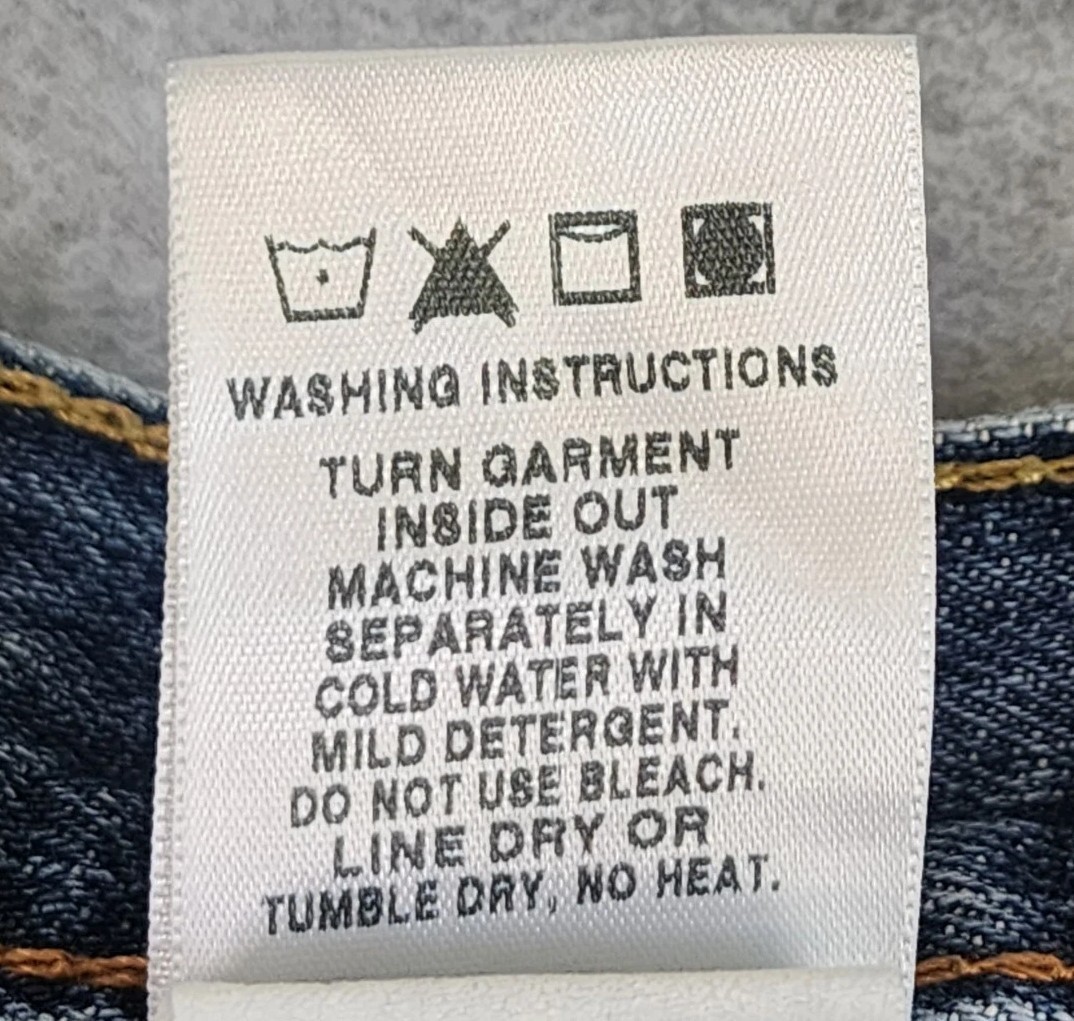 WASHING INSTRUCTIONS
TURN GARMENT
INSIDE OUT
MACHINE WASH
SEPARATELY IN
COLD WATER WITH
MILD DETERGENT.
DO NOT USE BLEACH.
LINE DRY OR
TUMBLE DRY, NO HEAT.